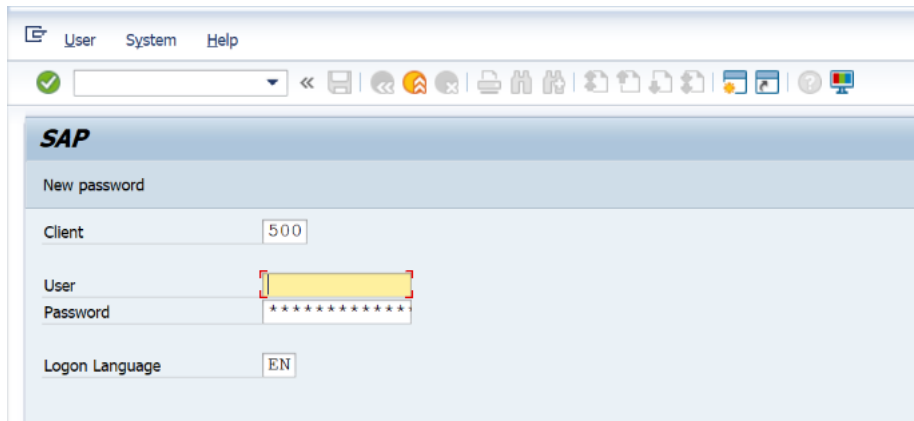 User System Help
SAP
New password
Client 500
User
Password *************
Logon Language EN